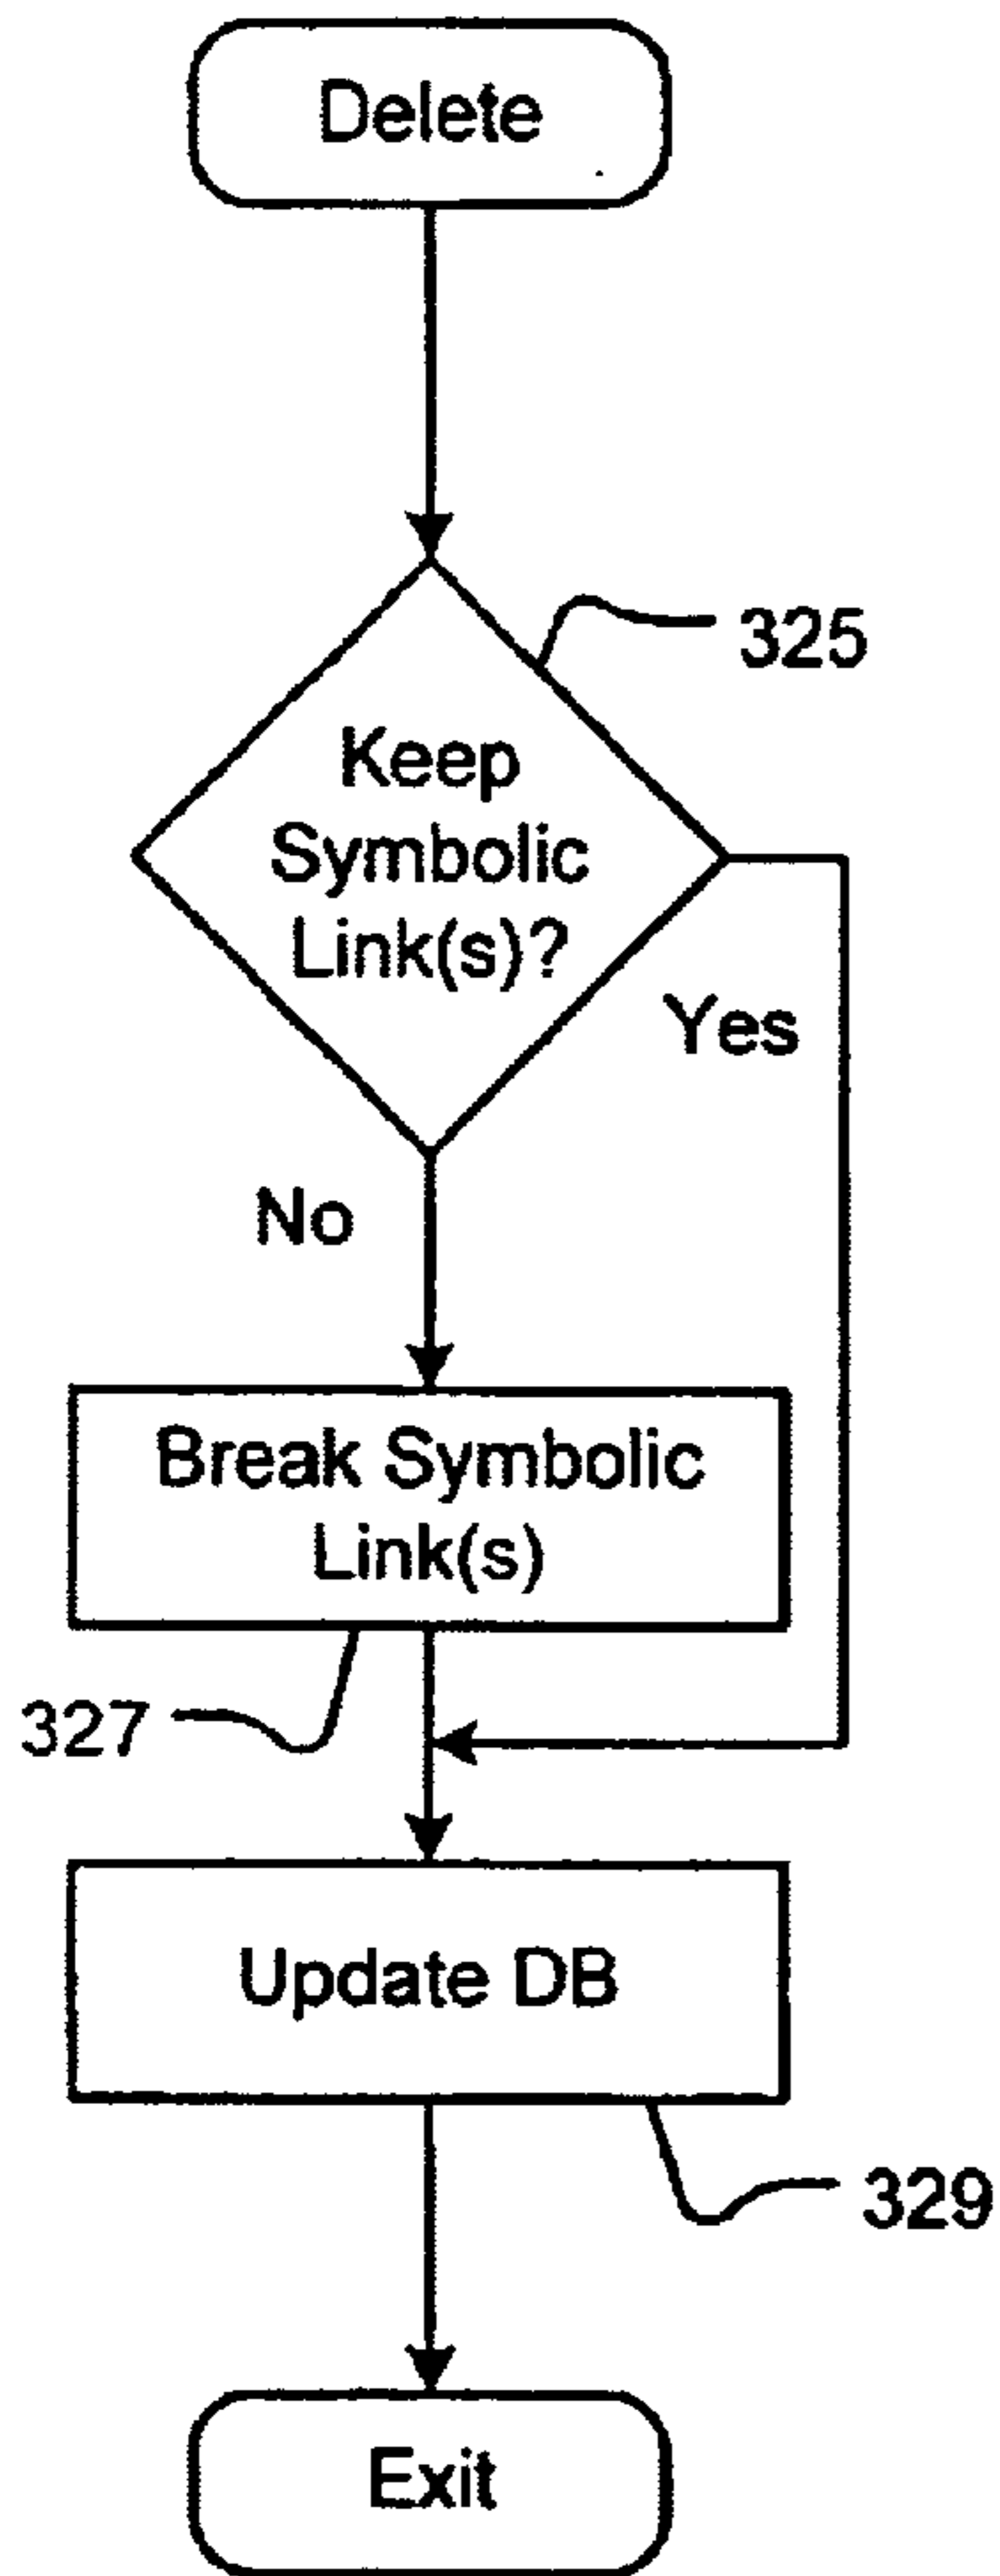 Delete
325
Keep
Symbolic
Link(s)?
Yes
No
Break Symbolic
Link(s)
327
Update DB
329
Exit